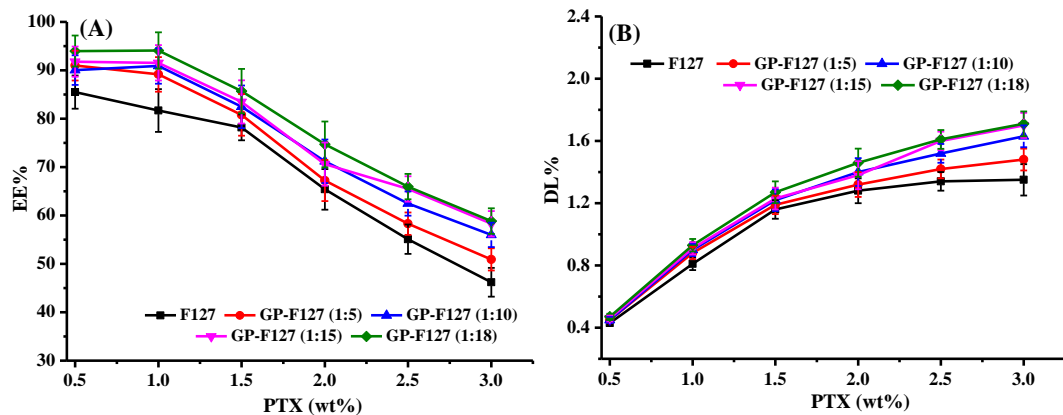 (A)
EE%
100
90
80
70
60
50
40
30
F127 GP-F127 (1:5) GP-F127 (1:10)
GP-F127 (1:15) GP-F127 (1:18)
0.5 1.0 1.5 2.0 2.5 3.0
PTX (wt%)
(B)
DL%
2.4
2.0
1.6
1.2
0.8
0.4
F127 GP-F127 (1:5) GP-F127 (1:10)
GP-F127 (1:15) GP-F127 (1:18)
0.5 1.0 1.5 2.0 2.5 3.0
PTX (wt%)